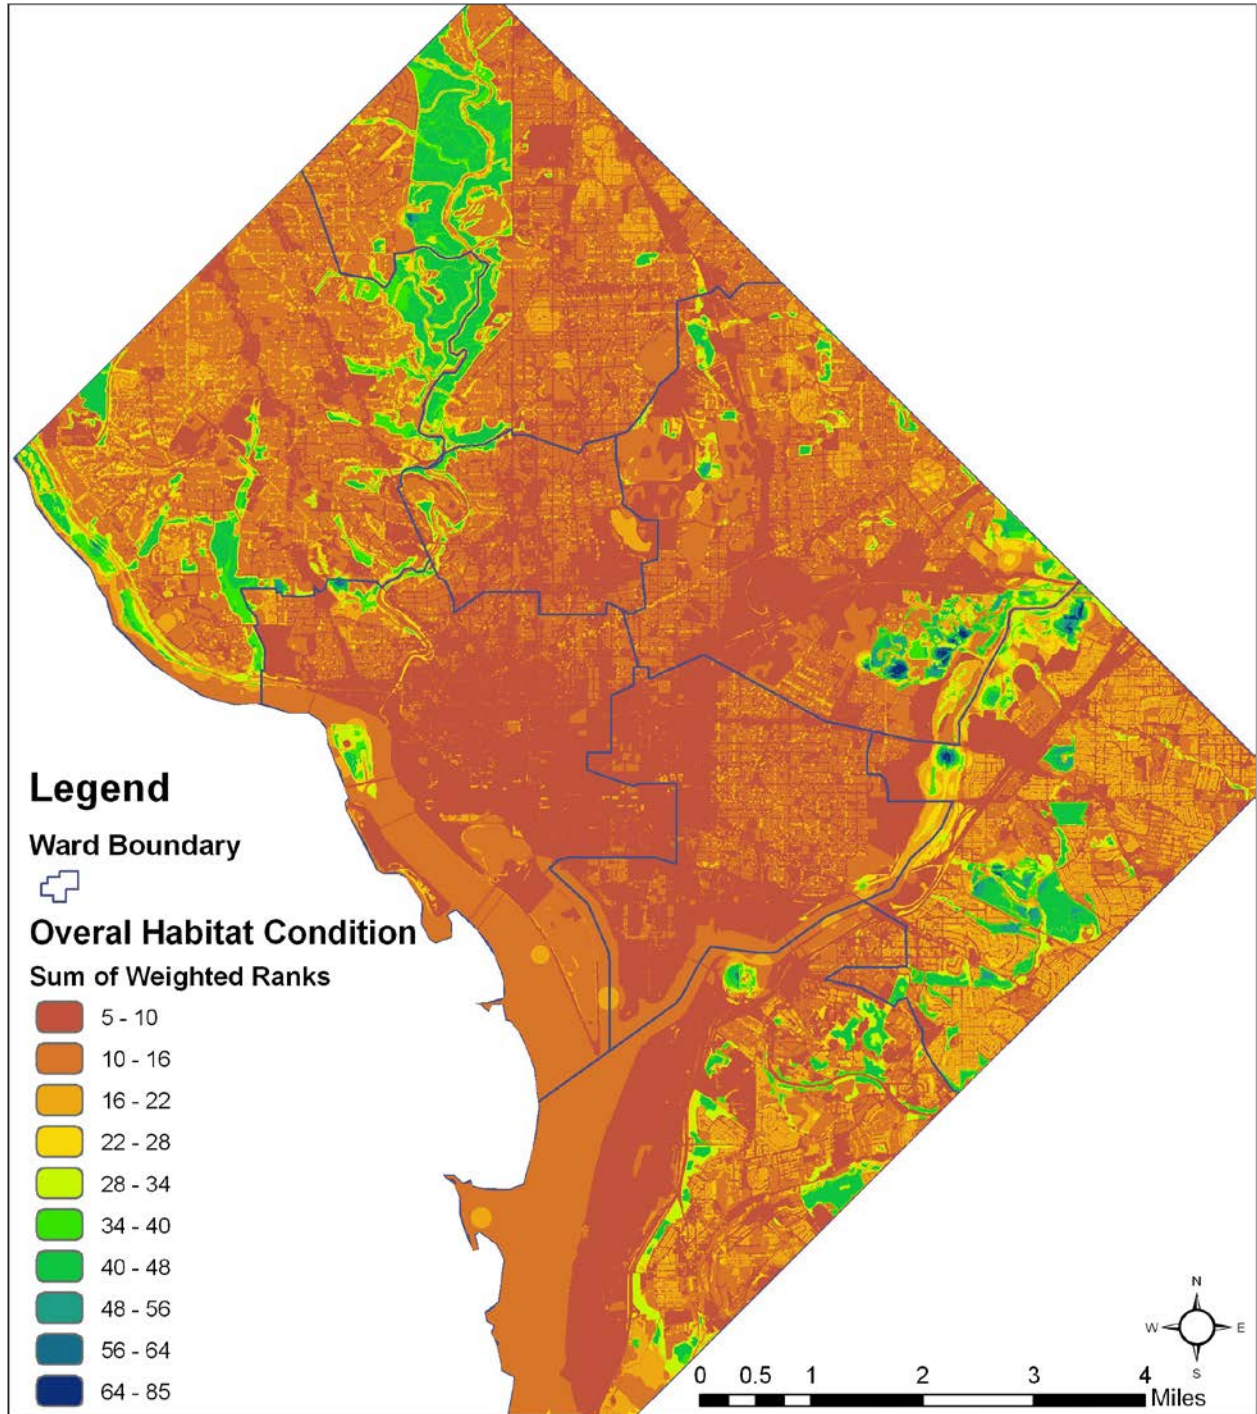 Legend
Ward Boundary
Overal Habitat Condition
Sum of Weighted Ranks
5 - 10
10 - 16
16 - 22
22 - 28
28 - 34
34 - 40
40 - 48
48 - 56
56 - 64
64 - 85
N
W E
S
0 0.5 1 2 3 4
Miles